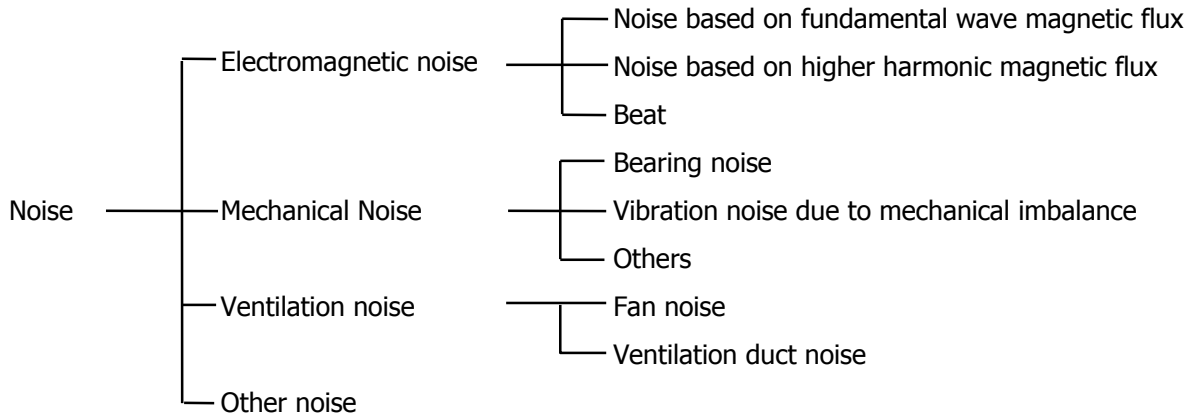 Noise based on fundamental wave magnetic flux
Electromagnetic noise
Noise based on higher harmonic magnetic flux
Beat
Bearing noise
Noise
Mechanical Noise
Vibration noise due to mechanical imbalance
Others
Ventilation noise
Fan noise
Ventilation duct noise
Other noise